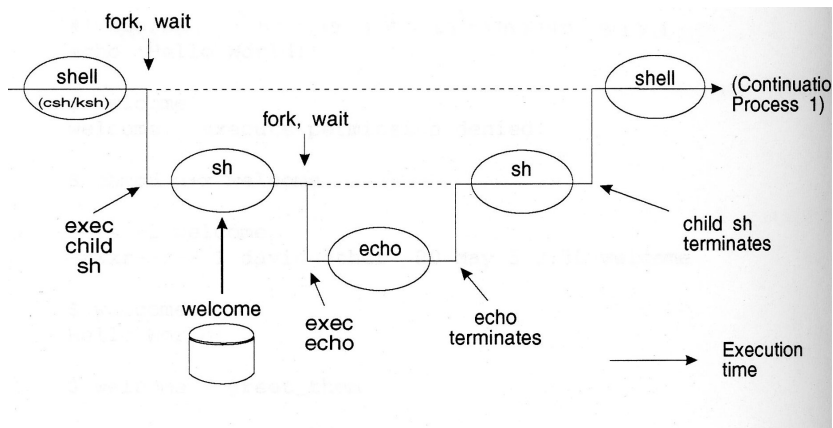 fork, wait
shell
(csh/ksh)
shell
(Continuatio
Process 1)
fork, wait
sh
sh
exec
child
sh
child sh
terminates
echo
welcome
exec
echo
echo
terminates
Execution
time